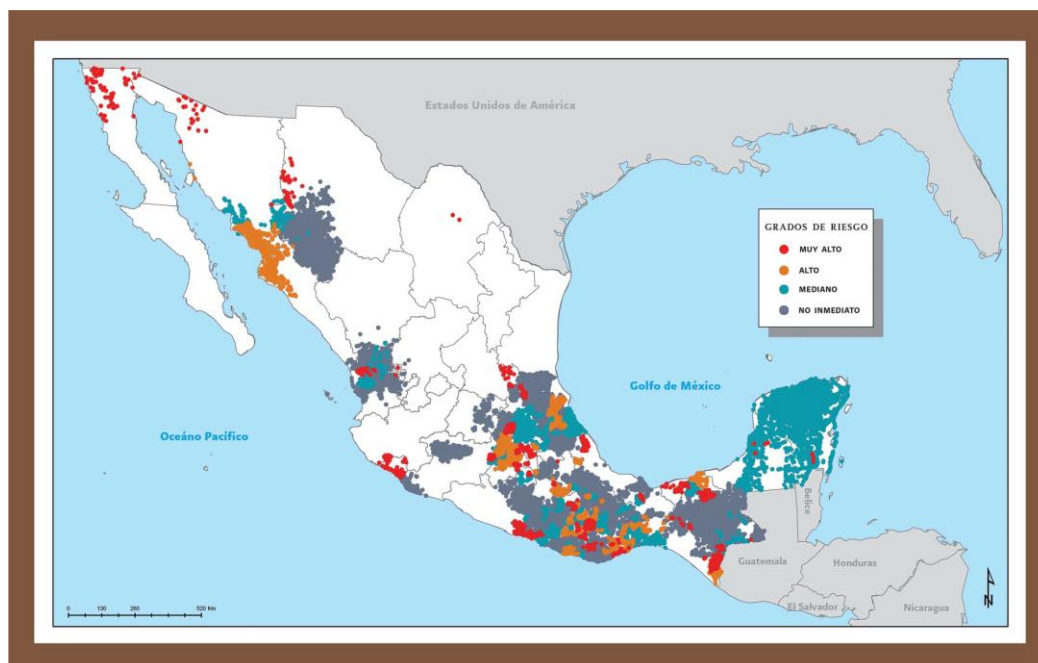 Estados Unidos de América
GRADOS DE RIESGO
MUY ALTO
ALTO
MEDIANO
NO INMEDIATO
Golfo de México
Oceáno Pacífico
Belice
Guatemala
Honduras
El Salvador
Nicaragua
0 130 260 520 Km
N